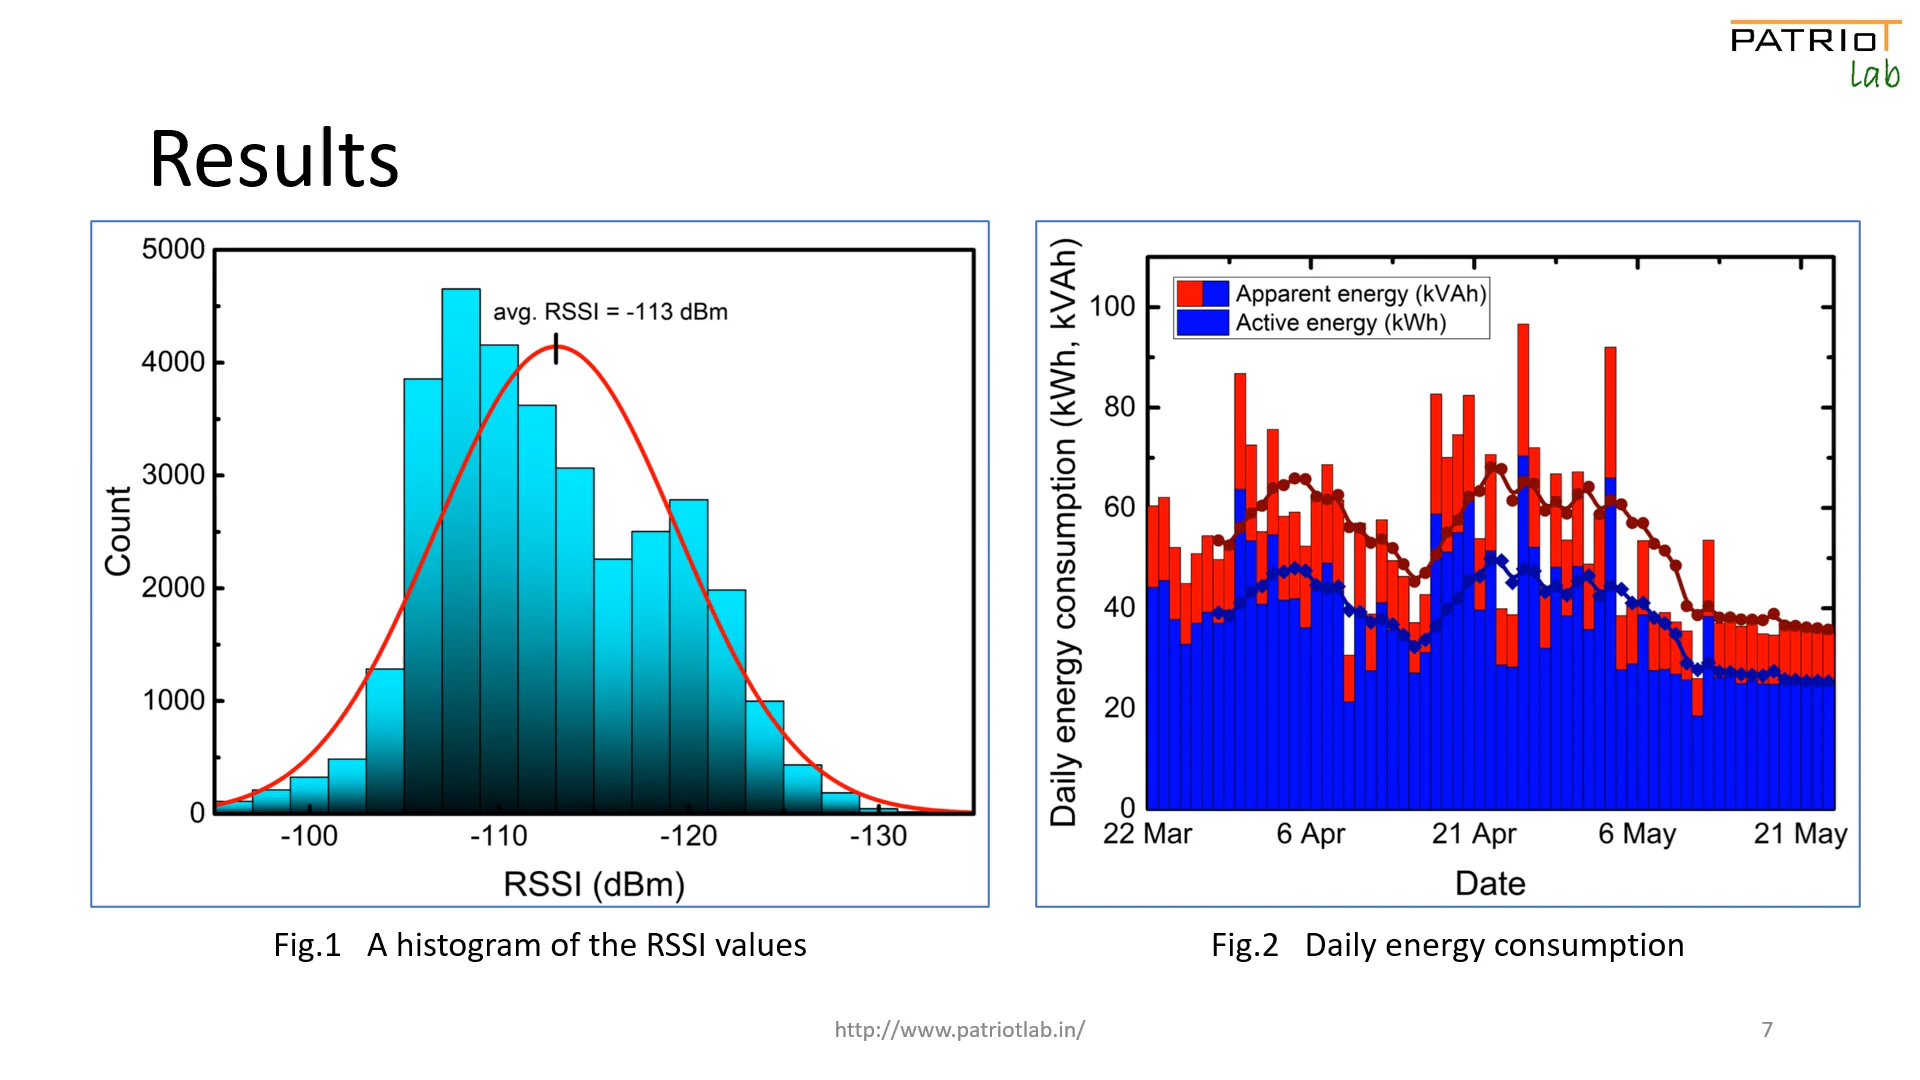 PATRIoT
lab
Results
5000
4000
3000
2000
1000
0
Count
avg. RSSI = -113 dBm
-100
-110
-120
-130
RSSI (dBm)
Fig.1 A histogram of the RSSI values
Daily energy consumption (kWh, kVAh)
100
80
60
40
20
0
Apparent energy (kVAh)
Active energy (kWh)
22 Mar
6 Apr
21 Apr
6 May
21 May
Date
Fig.2 Daily energy consumption
http://www.patriotlab.in/
7